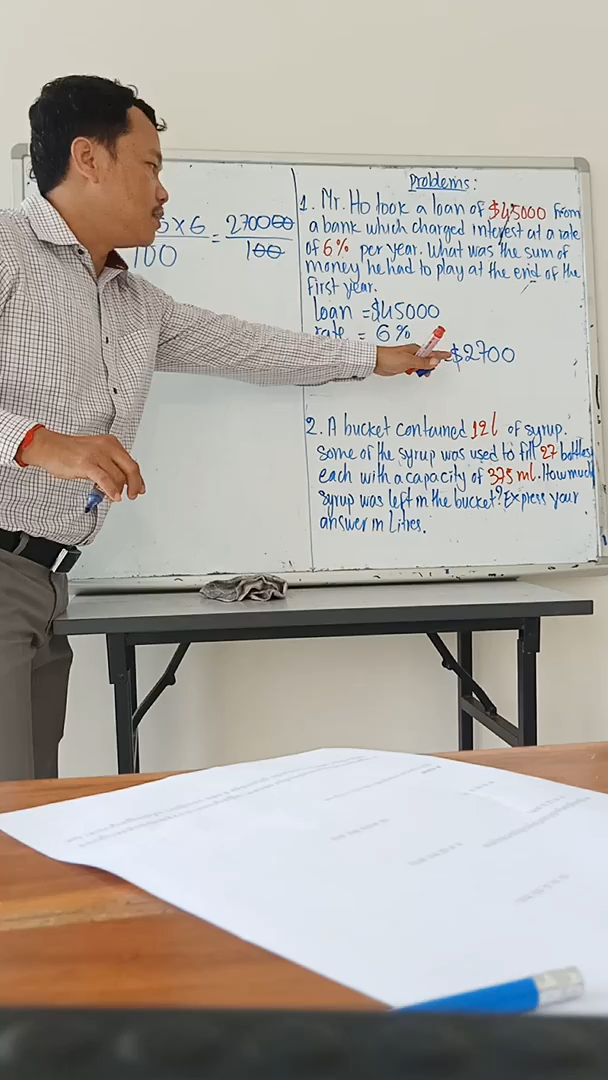 Problems:
1. Mr. Ho took a loan of $45000 from
a bank which charged interest at a rate
of 6% per year. What was the sum of
money he had to play at the end of the
first year.
loan = $45000
rate = 6%
$2700
5 x 6 / 100 = 270000 / 100
2. A bucket contained 12l of syrup.
some of the syrup was used to fill 27 bottles
each with a capacity of 375 ml. How much
syrup was left in the bucket? Express your
answer in Litres.